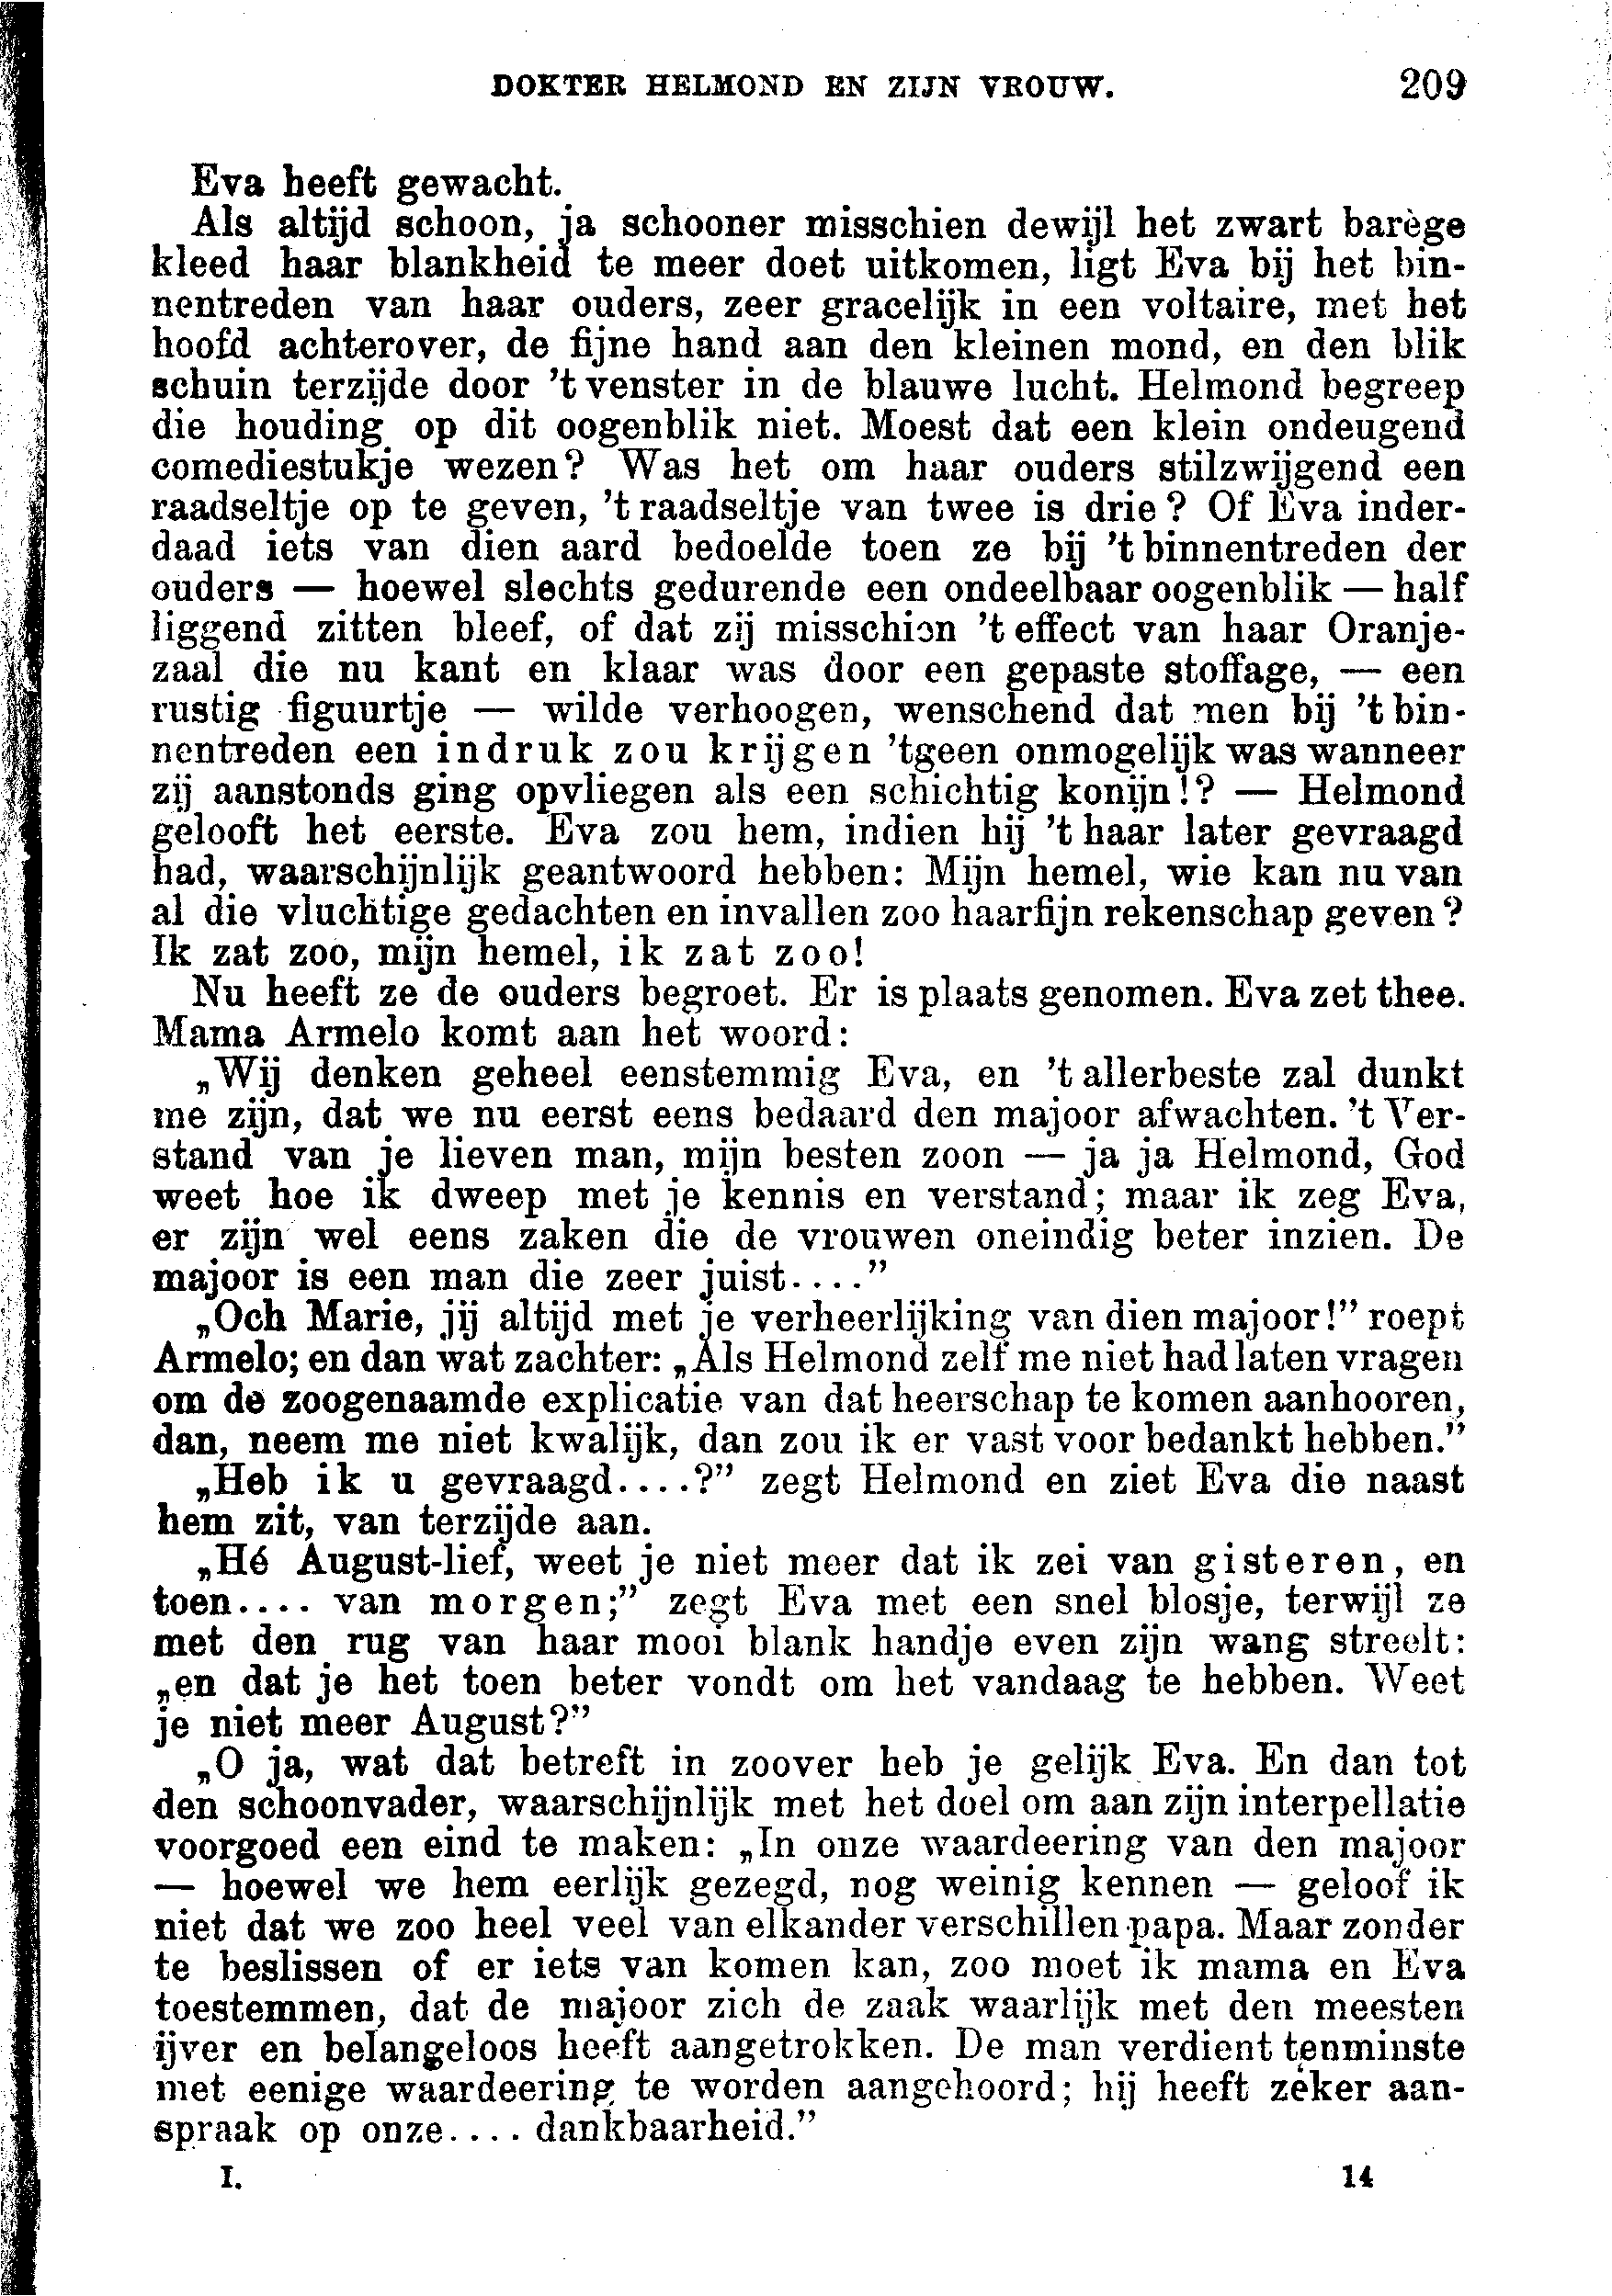 DOKTER HELMOND EN ZIJN VROUW. 209
Eva heeft gewacht.
Als altijd schoon, ja schooner misschien dewijl het zwart barège
kleed haar blankheid te meer doet uitkomen, ligt Eva bij het bin-
nentreden van haar ouders, zeer gracelijk in een voltaire, met het
hoofd achterover, de fijne hand aan den kleinen mond, en den blik
schuin terzijde door 't venster in de blauwe lucht. Helmond begreep
die houding op dit oogenblik niet. Moest dat een klein ondeugend
comediestukje wezen? Was het om haar ouders stilzwijgend een
raadseltje op te geven, 't raadseltje van twee is drie? Of Eva inder-
daad iets van dien aard bedoelde toen ze bij 't binnentreden der
ouders — hoewel slechts gedurende een ondeelbaar oogenblik — half
liggend zitten bleef, of dat zij misschien 't effect van haar Oranje-
zaal die nu kant en klaar was door een gepaste stoffage, — een
rustig figuurtje — wilde verhoogen, wenschend dat men bij 't bin-
nentreden een indruk zou krijgen 'tgeen onmogelijk was wanneer
zij aanstonds ging opvliegen als een schichtig konijn!? — Helmond
gelooft het eerste. Eva zou hem, indien hij 't haar later gevraagd
had, waarschijnlijk geantwoord hebben: Mijn hemel, wie kan nu van
al die vluchtige gedachten en invallen zoo haarfijn rekenschap geven?
Ik zat zoo, mijn hemel, ik zat zoo!
Nu heeft ze de ouders begroet. Er is plaats genomen. Eva zet thee.
Mama Armelo komt aan het woord:
„Wij denken geheel eenstemmig Eva, en 't allerbeste zal dunkt
me zijn, dat we nu eerst eens bedaard den majoor afwachten. 't Ver-
stand van je lieven man, mijn besten zoon — ja ja Helmond, God
weet hoe ik dweep met je kennis en verstand; maar ik zeg Eva,
er zijn wel eens zaken die de vrouwen oneindig beter inzien. De
majoor is een man die zeer juist...."
„Och Marie, jij altijd met je verheerlijking van dien majoor!" roept
Armelo; en dan wat zachter: „Als Helmond zelf me niet had laten vragen
om de zoogenaamde explicatie van dat heerschap te komen aanhooren,
dan, neem me niet kwalijk, dan zou ik er vast voor bedankt hebben."
„Heb ik u gevraagd....?" zegt Helmond en ziet Eva die naast
hem zit, van terzijde aan.
„Hé August-lief, weet je niet meer dat ik zei van gisteren, en
toen.... van morgen;" zegt Eva met een snel blosje, terwijl ze
met den rug van haar mooi blank handje even zijn wang streelt:
„en dat je het toen beter vondt om het vandaag te hebben. Weet
je niet meer August?"
„O ja, wat dat betreft in zoover heb je gelijk Eva. En dan tot
den schoonvader, waarschijnlijk met het doel om aan zijn interpellatie
voorgoed een eind te maken: „In onze waardeering van den majoor
— hoewel we hem eerlijk gezegd, nog weinig kennen — geloof ik
niet dat we zoo heel veel van elkander verschillen papa. Maar zonder
te beslissen of er iets van komen kan, zoo moet ik mama en Eva
toestemmen, dat de majoor zich de zaak waarlijk met den meesten
ijver en belangeloos heeft aangetrokken. De man verdient tenminste
met eenige waardeering te worden aangehoord; hij heeft zeker aan-
spraak op onze.... dankbaarheid."
I. 14